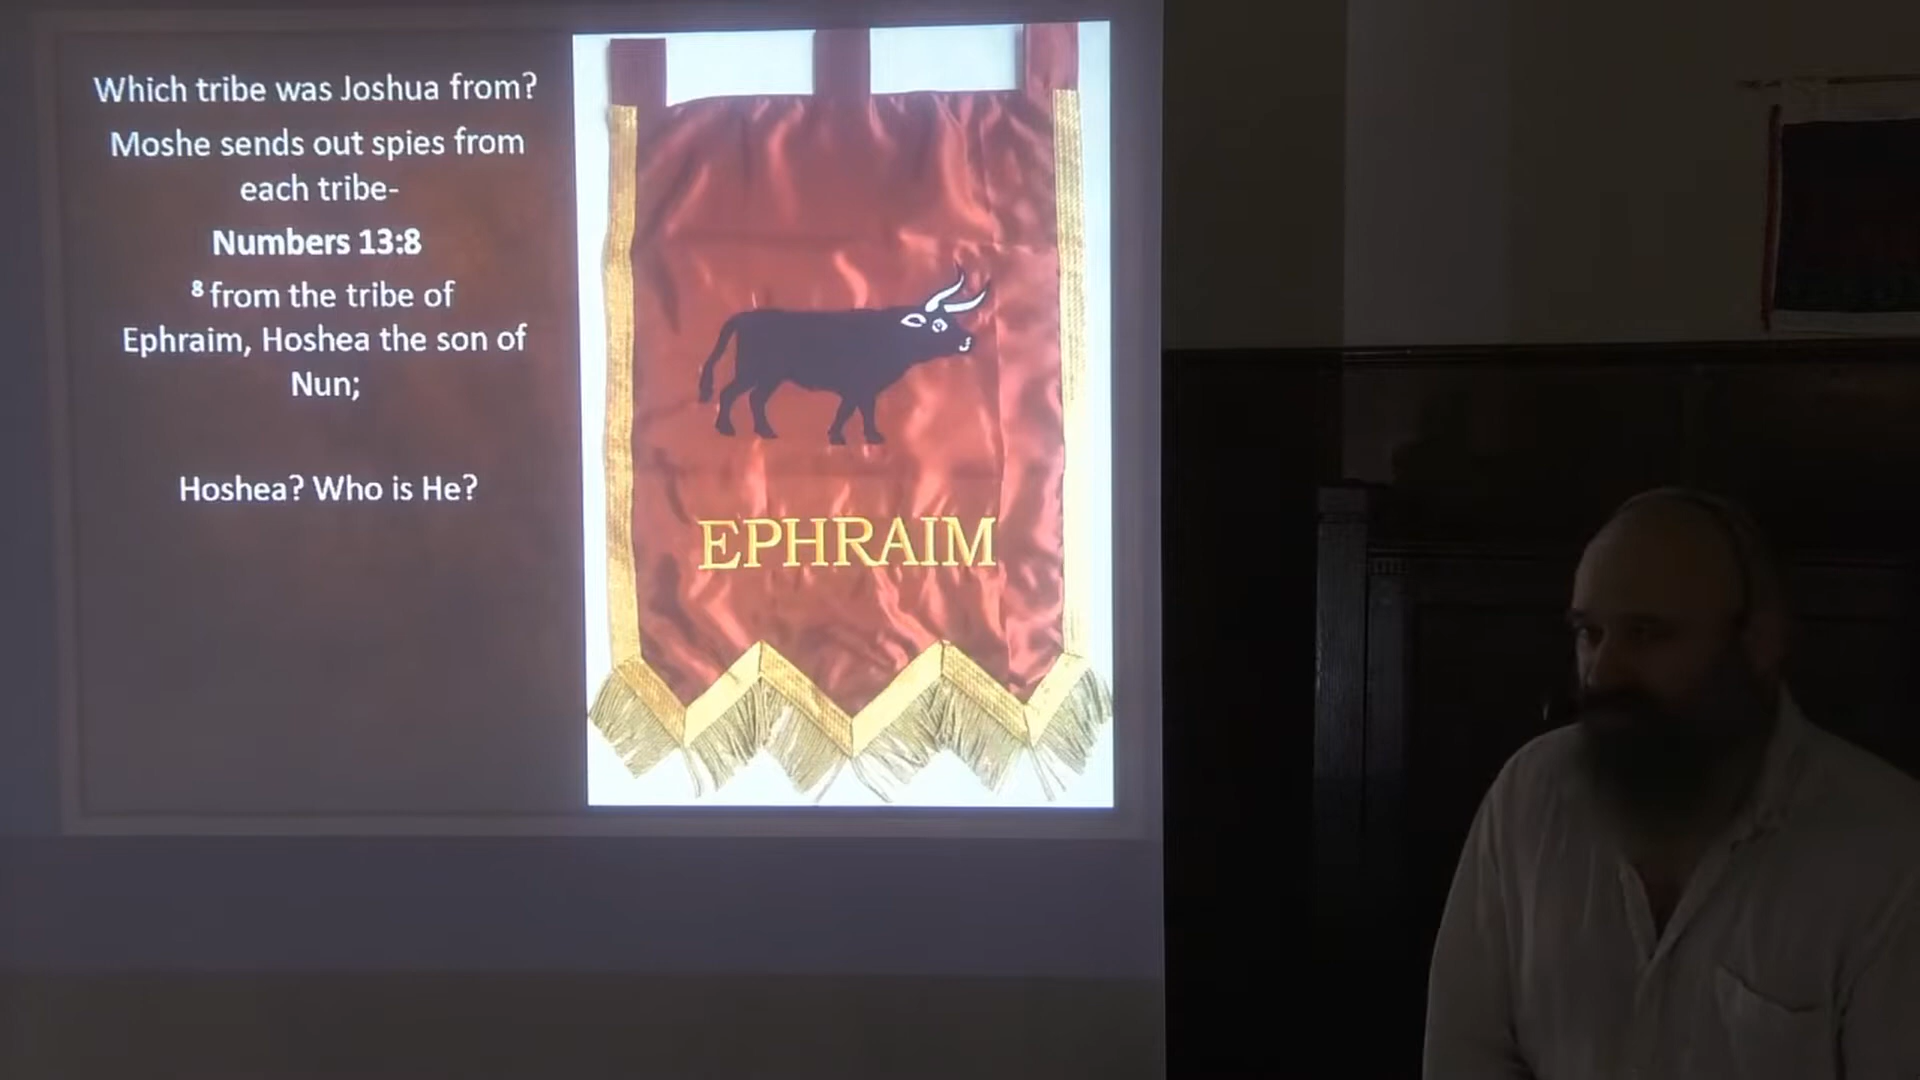 Which tribe was Joshua from?
Moshe sends out spies from
each tribe-
Numbers 13:8
8 from the tribe of
Ephraim, Hoshea the son of
Nun;
Hoshea? Who is He?
EPHRAIM